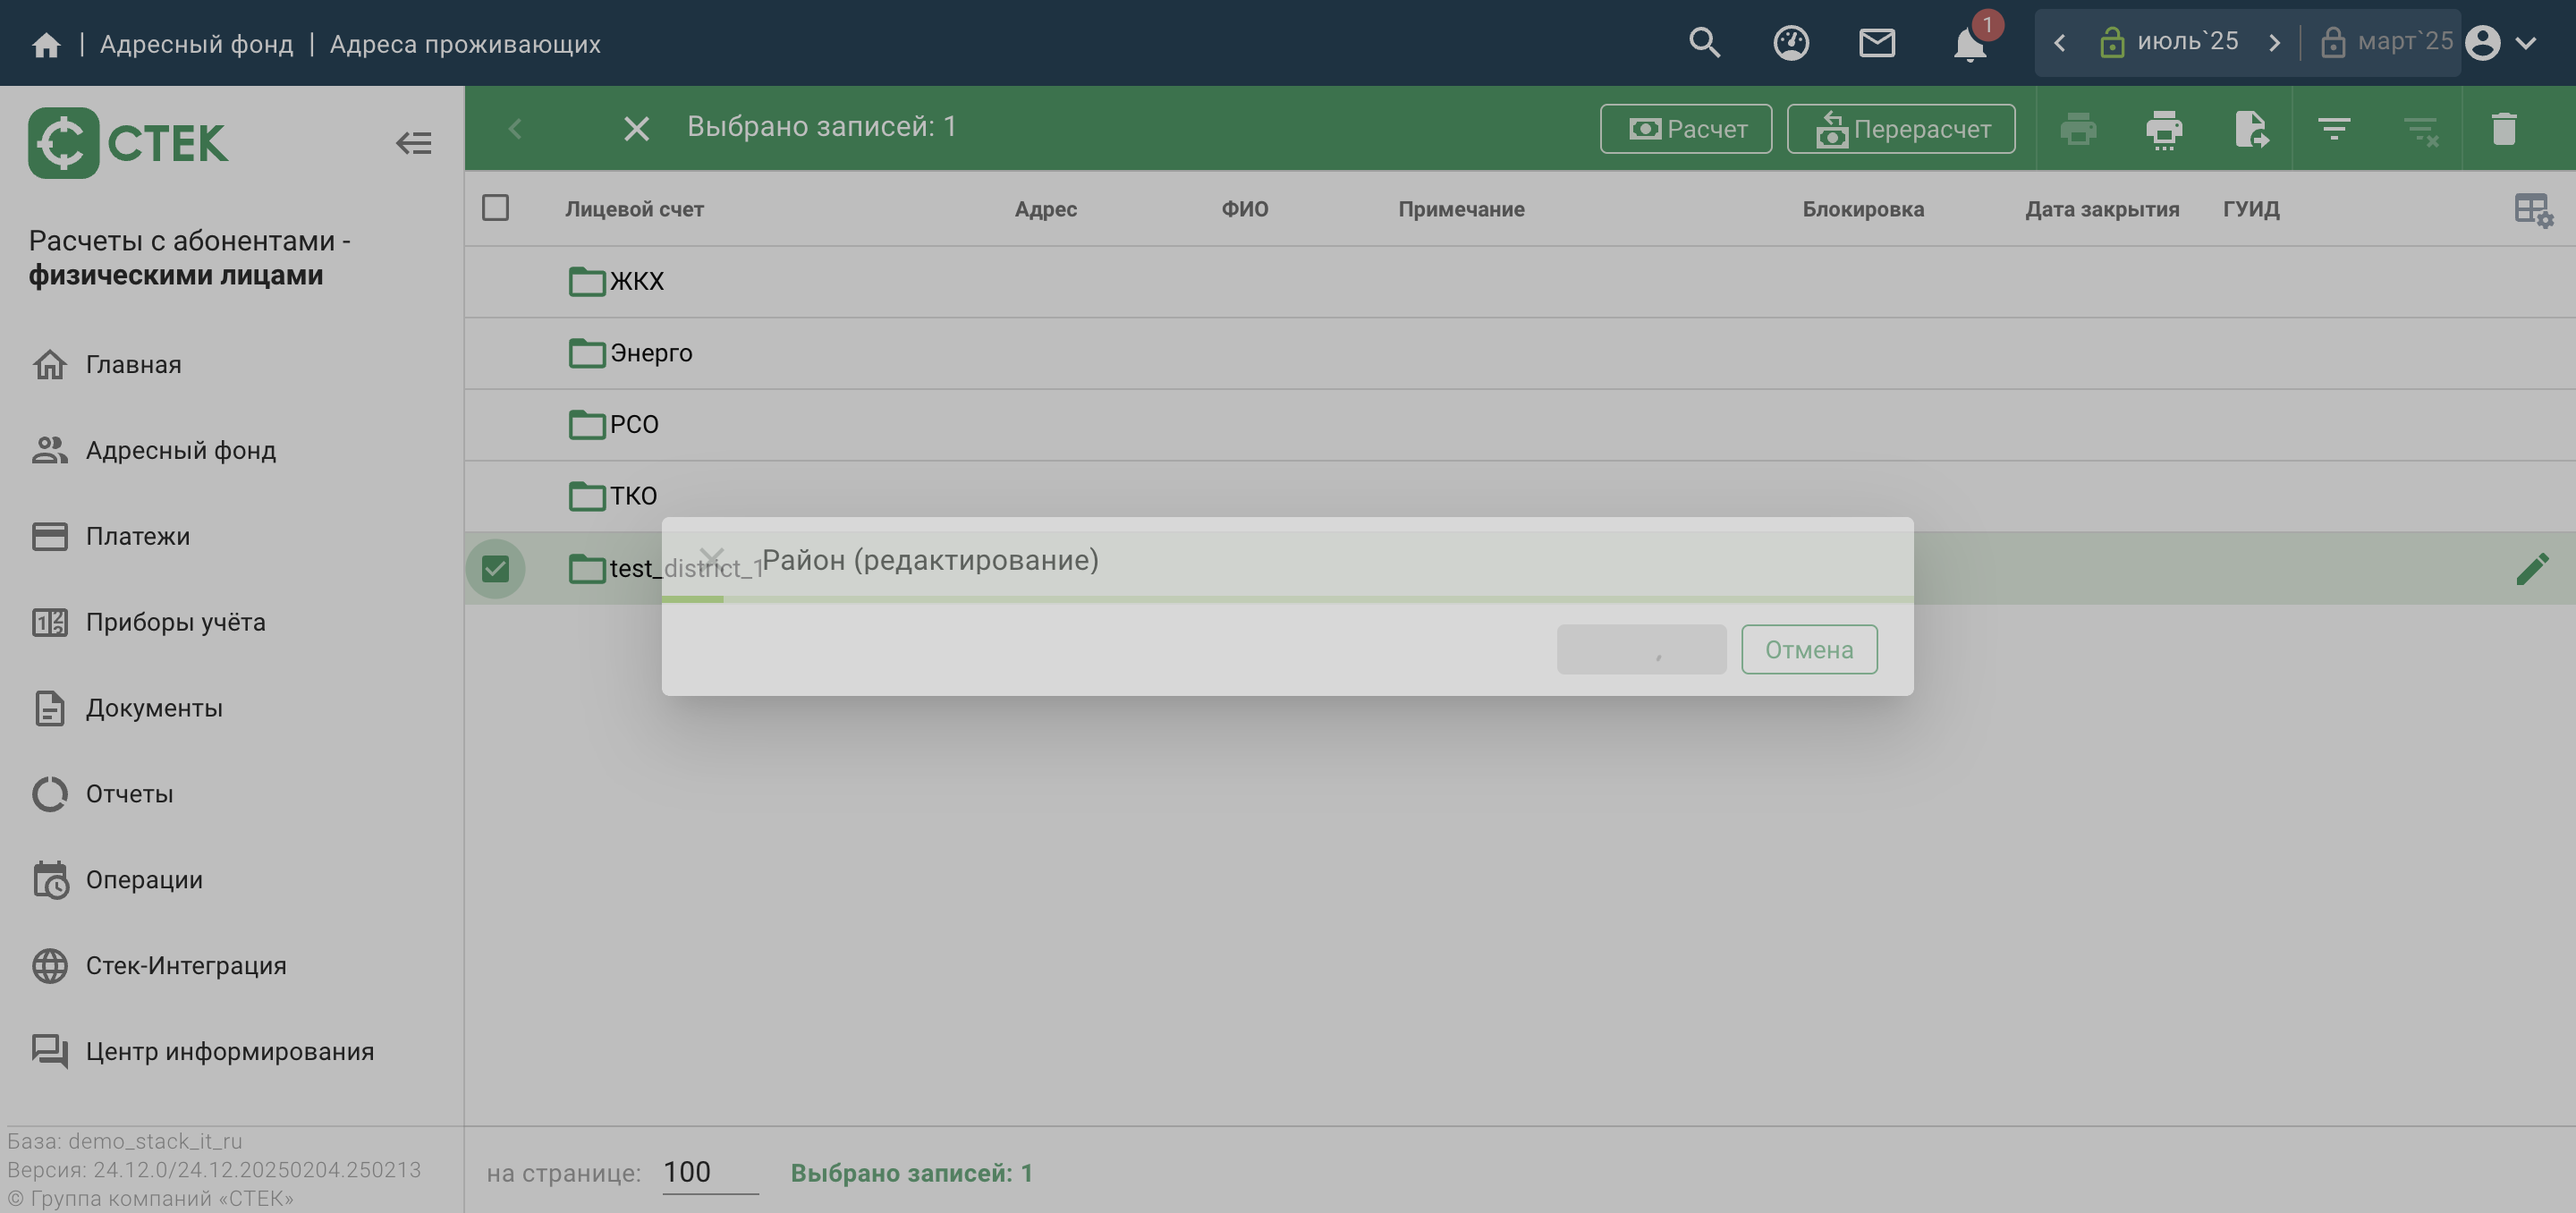 | Адресный фонд | Адреса проживающих
1
июль`25 | март`25
СТЕК
Расчеты с абонентами -
физическими лицами
Главная
Адресный фонд
Платежи
Приборы учёта
Документы
Отчеты
Операции
Стек-Интеграция
Центр информирования
База: demo_stack_it_ru
Версия: 24.12.0/24.12.20250204.250213
© Группа компаний «СТЕК»
Выбрано записей: 1
Расчет
Перерасчет
Лицевой счет Адрес ФИО Примечание Блокировка Дата закрытия ГУИД
ЖКХ
Энерго
РСО
ТКО
test_district_1
Район (редактирование)
Отмена
на странице: 100 Выбрано записей: 1